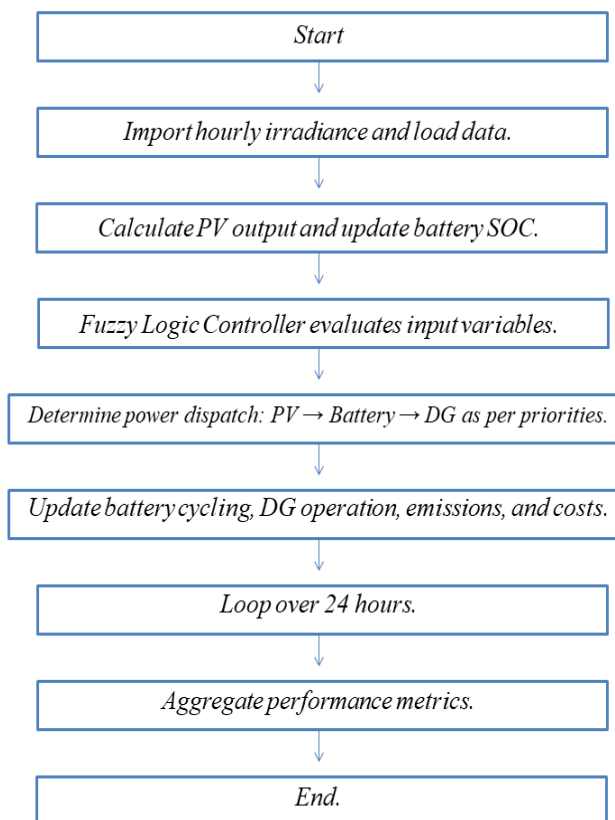 Start
Import hourly irradiance and load data.
Calculate PV output and update battery SOC.
Fuzzy Logic Controller evaluates input variables.
Determine power dispatch: PV → Battery → DG as per priorities.
Update battery cycling, DG operation, emissions, and costs.
Loop over 24 hours.
Aggregate performance metrics.
End.